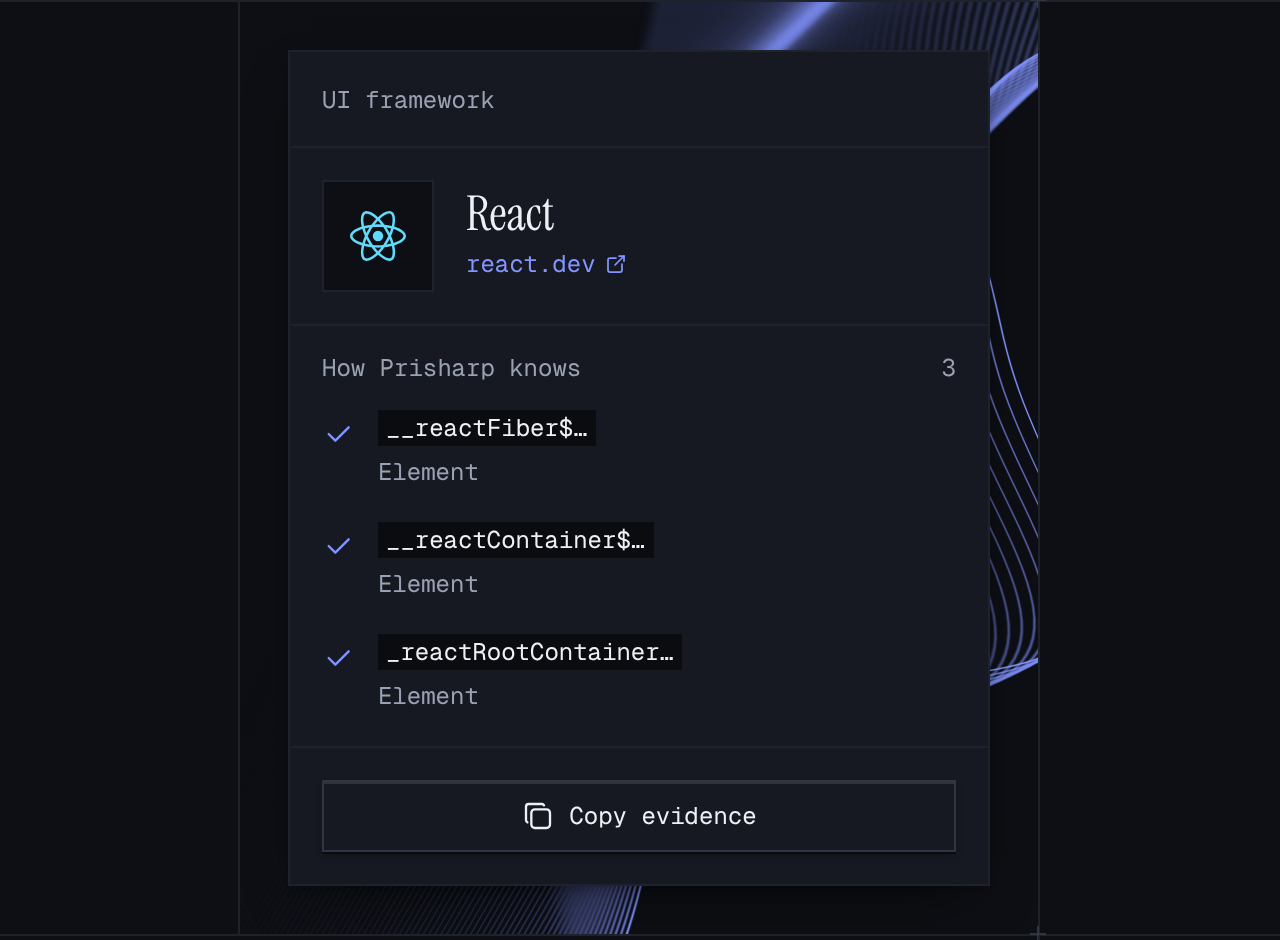 UI framework
React
react.dev
How Prisharp knows 3
__reactFiber$…
Element
__reactContainer$…
Element
_reactRootContainer…
Element
Copy evidence